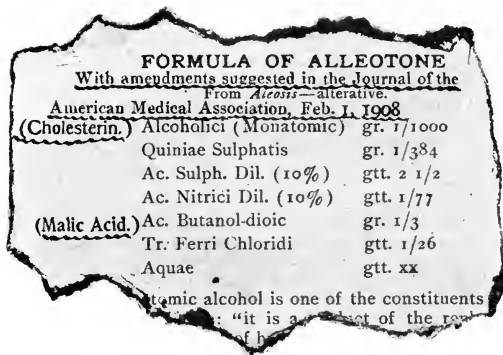 FORMULA OF ALLEOTONE
With amendments suggested in the Journal of the
From Aleosis—alterative.
American Medical Association, Feb. 1, 1908
(Cholesterin.) Alcoholici (Monatomic) gr. 1/1000
Quiniae Sulphatis gr. 1/384
Ac. Sulph. Dil. (10%) gtt. 2 1/2
Ac. Nitrici Dil. (10%) gtt. 1/77
(Malic Acid.) Ac. Butanol-dioic gr. 1/3
Tr. Ferri Chloridi gtt. 1/26
Aquae gtt. xx
alcohol is one of the constituents
"it is a of the
of